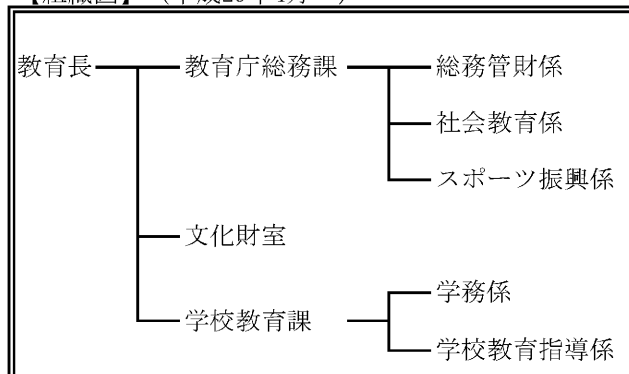 教育長 教育庁総務課 総務管財係
社会教育係
スポーツ振興係
文化財室
学校教育課 学務係
学校教育指導係